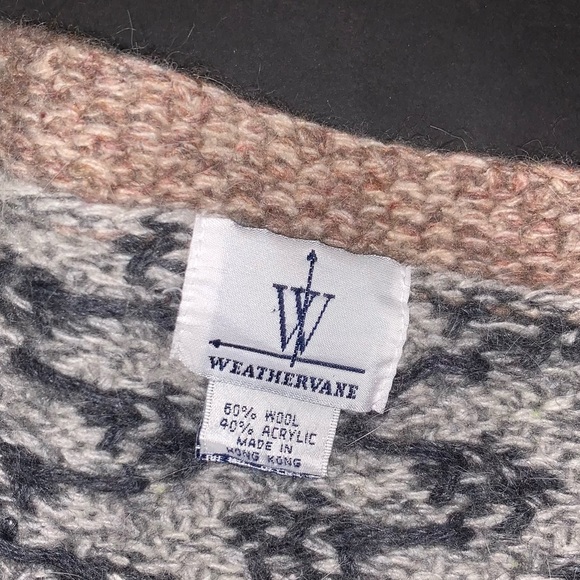 W
WEATHERVANE
60% WOOL
40% ACRYLIC
MADE IN
HONG KONG